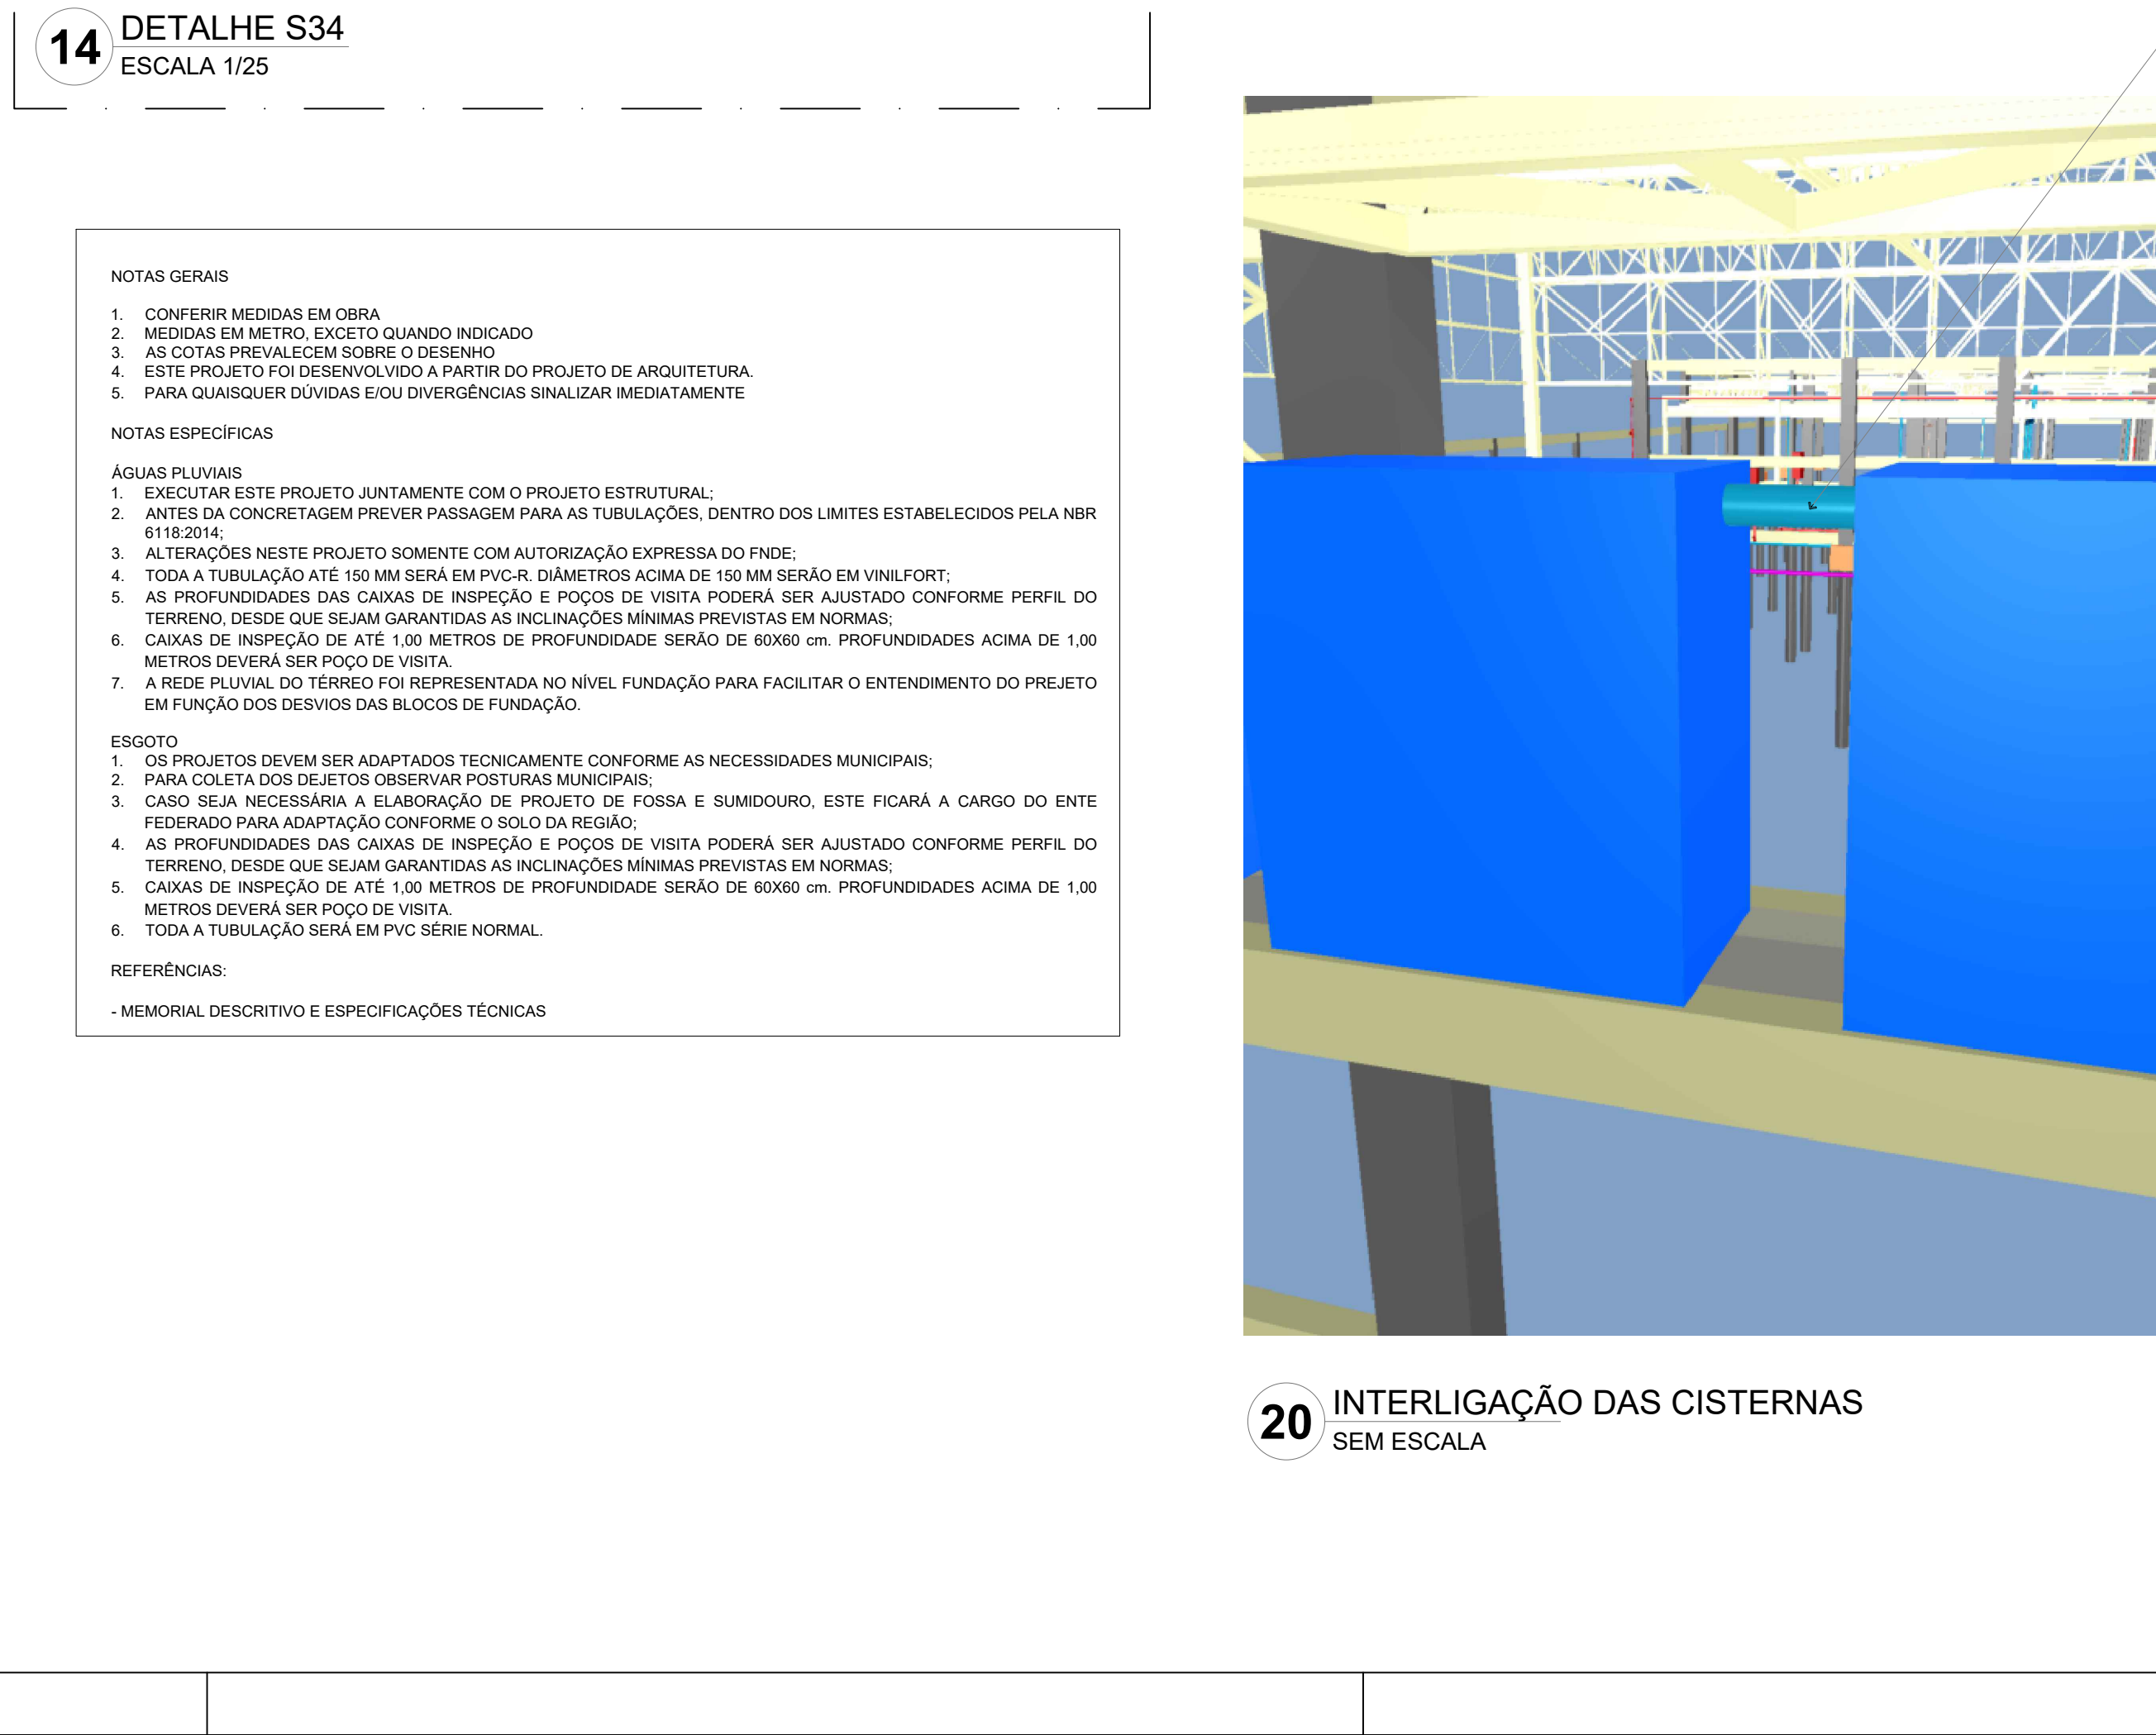 14 DETALHE S34
ESCALA 1/25
NOTAS GERAIS
1. CONFERIR MEDIDAS EM OBRA
2. MEDIDAS EM METRO, EXCETO QUANDO INDICADO
3. AS COTAS PREVALECEM SOBRE O DESENHO
4. ESTE PROJETO FOI DESENVOLVIDO A PARTIR DO PROJETO DE ARQUITETURA.
5. PARA QUAISQUER DÚVIDAS E/OU DIVERGÊNCIAS SINALIZAR IMEDIATAMENTE
NOTAS ESPECÍFICAS
ÁGUAS PLUVIAIS
1. EXECUTAR ESTE PROJETO JUNTAMENTE COM O PROJETO ESTRUTURAL;
2. ANTES DA CONCRETAGEM PREVER PASSAGEM PARA AS TUBULAÇÕES, DENTRO DOS LIMITES ESTABELECIDOS PELA NBR
6118:2014;
3. ALTERAÇÕES NESTE PROJETO SOMENTE COM AUTORIZAÇÃO EXPRESSA DO FNDE;
4. TODA A TUBULAÇÃO ATÉ 150 MM SERÁ EM PVC-R. DIÂMETROS ACIMA DE 150 MM SERÃO EM VINILFORT;
5. AS PROFUNDIDADES DAS CAIXAS DE INSPEÇÃO E POÇOS DE VISITA PODERÁ SER AJUSTADO CONFORME PERFIL DO
TERRENO, DESDE QUE SEJAM GARANTIDAS AS INCLINAÇÕES MÍNIMAS PREVISTAS EM NORMAS;
6. CAIXAS DE INSPEÇÃO DE ATÉ 1,00 METROS DE PROFUNDIDADE SERÃO DE 60X60 cm. PROFUNDIDADES ACIMA DE 1,00
METROS DEVERÁ SER POÇO DE VISITA.
7. A REDE PLUVIAL DO TÉRREO FOI REPRESENTADA NO NÍVEL FUNDAÇÃO PARA FACILITAR O ENTENDIMENTO DO PREJETO
EM FUNÇÃO DOS DESVIOS DAS BLOCOS DE FUNDAÇÃO.
ESGOTO
1. OS PROJETOS DEVEM SER ADAPTADOS TECNICAMENTE CONFORME AS NECESSIDADES MUNICIPAIS;
2. PARA COLETA DOS DEJETOS OBSERVAR POSTURAS MUNICIPAIS;
3. CASO SEJA NECESSÁRIA A ELABORAÇÃO DE PROJETO DE FOSSA E SUMIDOURO, ESTE FICARÁ A CARGO DO ENTE
FEDERADO PARA ADAPTAÇÃO CONFORME O SOLO DA REGIÃO;
4. AS PROFUNDIDADES DAS CAIXAS DE INSPEÇÃO E POÇOS DE VISITA PODERÁ SER AJUSTADO CONFORME PERFIL DO
TERRENO, DESDE QUE SEJAM GARANTIDAS AS INCLINAÇÕES MÍNIMAS PREVISTAS EM NORMAS;
5. CAIXAS DE INSPEÇÃO DE ATÉ 1,00 METROS DE PROFUNDIDADE SERÃO DE 60X60 cm. PROFUNDIDADES ACIMA DE 1,00
METROS DEVERÁ SER POÇO DE VISITA.
6. TODA A TUBULAÇÃO SERÁ EM PVC SÉRIE NORMAL.
REFERÊNCIAS:
- MEMORIAL DESCRITIVO E ESPECIFICAÇÕES TÉCNICAS
20 INTERLIGAÇÃO DAS CISTERNAS
SEM ESCALA